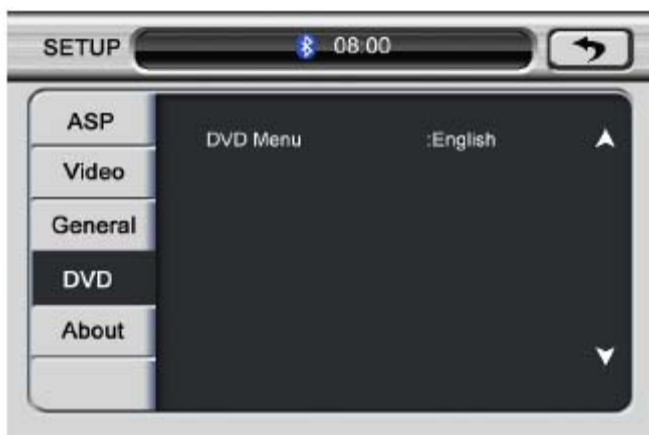 SETUP 08:00
ASP
DVD Menu :English
Video
General
DVD
About